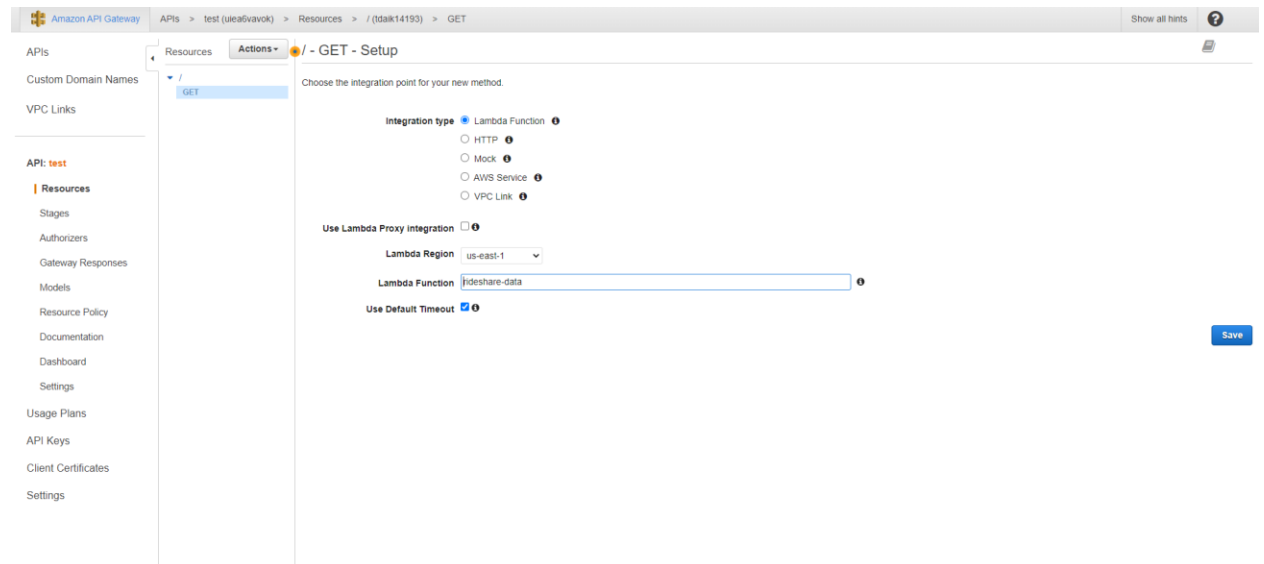 Amazon API Gateway APIs > test (uiea6vavok) > Resources > / (tdaik14193) > GET Show all hints ?
APIs
Custom Domain Names
VPC Links
API: test
Resources
Stages
Authorizers
Gateway Responses
Models
Resource Policy
Documentation
Dashboard
Settings
Usage Plans
API Keys
Client Certificates
Settings
Resources Actions
/
GET
/ - GET - Setup
Choose the integration point for your new method.
Integration type Lambda Function
HTTP
Mock
AWS Service
VPC Link
Use Lambda Proxy integration
Lambda Region us-east-1
Lambda Function rideshare-data
Use Default Timeout
Save